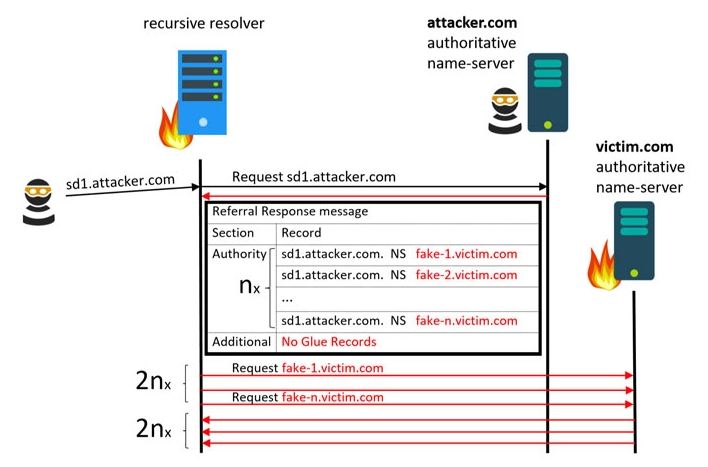 recursive resolver
attacker.com
authoritative
name-server
victim.com
authoritative
name-server
sd1.attacker.com
Request sd1.attacker.com
Referral Response message
Section Record
Authority sd1.attacker.com. NS fake-1.victim.com
sd1.attacker.com. NS fake-2.victim.com
nx
...
sd1.attacker.com. NS fake-n.victim.com
Additional No Glue Records
Request fake-1.victim.com
2nx
Request fake-n.victim.com
2nx